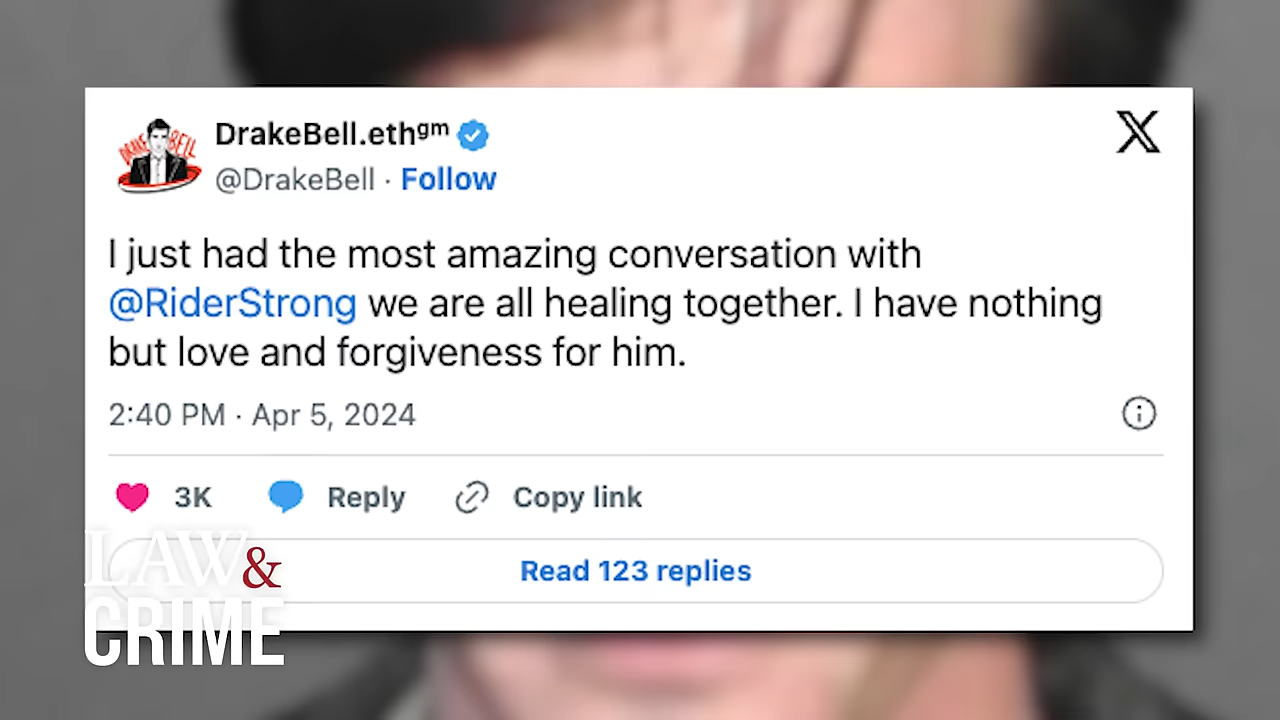 DRAKE BELL
DrakeBell.ethᵍᵐ
@DrakeBell · Follow
I just had the most amazing conversation with
@RiderStrong we are all healing together. I have nothing
but love and forgiveness for him.
2:40 PM · Apr 5, 2024
3K Reply Copy link
Read 123 replies
LAW&
CRIME